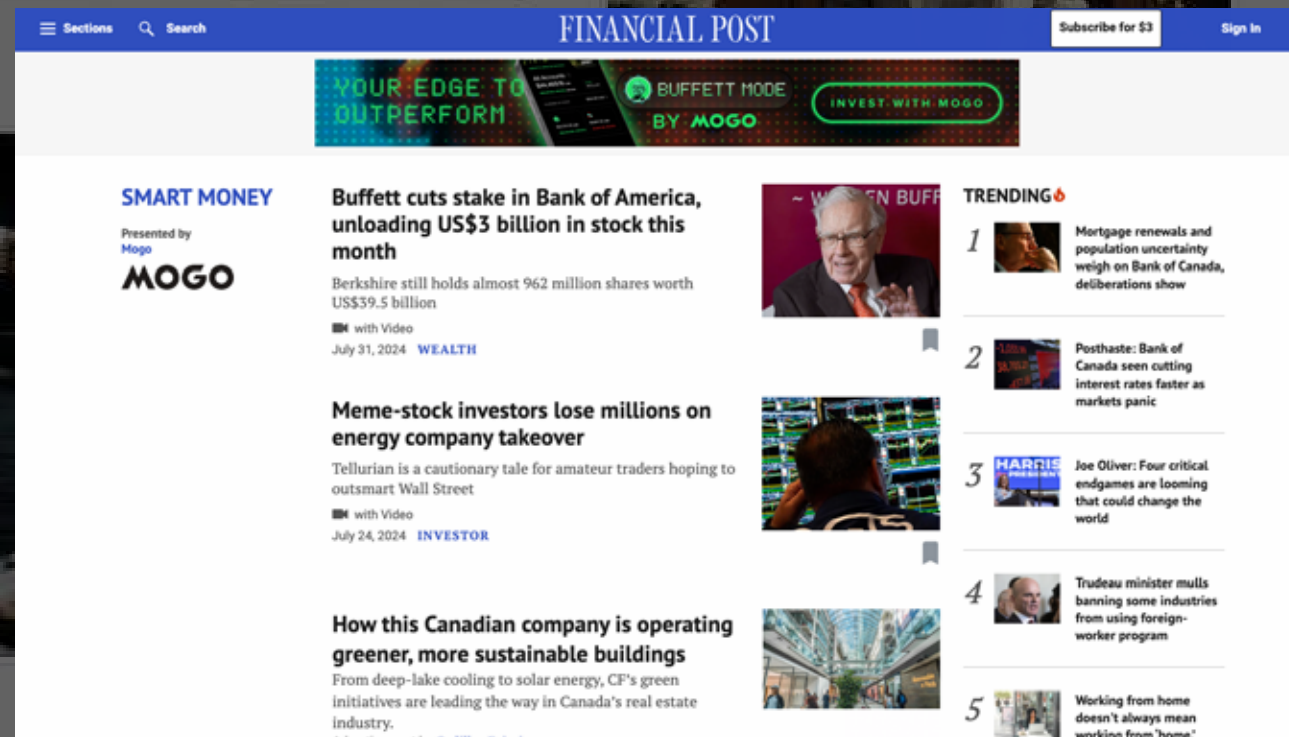 Sections
Search
FINANCIAL POST
Subscribe for $3
Sign In
YOUR EDGE TO
OUTPERFORM
BUFFETT MODE
BY MOGO
INVEST WITH MOGO
SMART MONEY
Presented by
Mogo
MOGO
Buffett cuts stake in Bank of America,
unloading US$3 billion in stock this
month
Berkshire still holds almost 962 million shares worth
US$39.5 billion
with Video
July 31, 2024 WEALTH
~ WARREN BUFF
Meme-stock investors lose millions on
energy company takeover
Tellurian is a cautionary tale for amateur traders hoping to
outsmart Wall Street
with Video
July 24, 2024 INVESTOR
How this Canadian company is operating
greener, more sustainable buildings
From deep-lake cooling to solar energy, CF's green
initiatives are leading the way in Canada's real estate
industry.
TRENDING
1
Mortgage renewals and
population uncertainty
weigh on Bank of Canada,
deliberations show
2
Posthaste: Bank of
Canada seen cutting
interest rates faster as
markets panic
3
HARRIS
PRESIDENT
Joe Oliver: Four critical
endgames are looming
that could change the
world
4
Trudeau minister mulls
banning some industries
from using foreign-
worker program
5
Working from home
doesn't always mean
working from 'home'